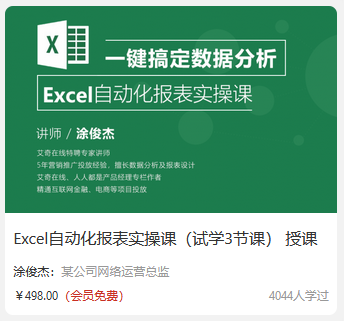 X
一键搞定数据分析
Excel自动化报表实操课
讲师 / 涂俊杰
艾奇在线特聘专家讲师
5年营销推广投放经验，擅长数据分析及报表设计
艾奇在线、人人都是产品经理专栏作者
精通互联网金融、电商等项目投放
Excel自动化报表实操课（试学3节课） 授课
涂俊杰：某公司网络运营总监
￥498.00（会员免费） 4044人学过